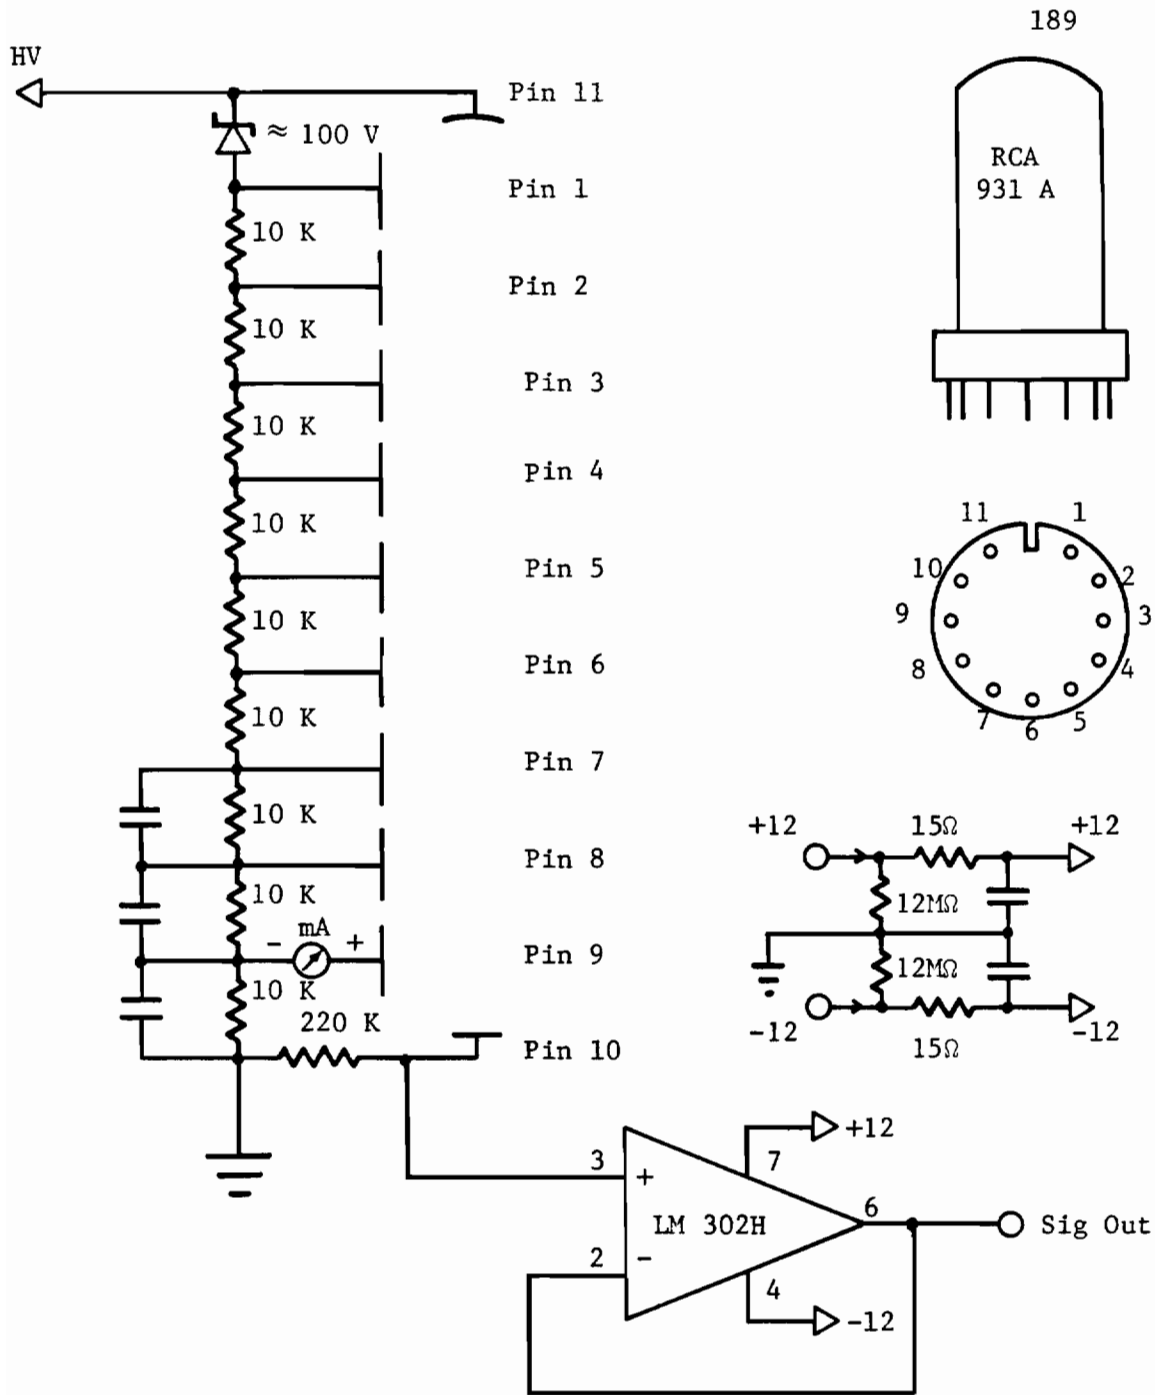 189
HV
Pin 11
≈ 100 V
RCA
931 A
Pin 1
10 K
Pin 2
10 K
Pin 3
10 K
Pin 4
10 K
Pin 5
10 K
Pin 6
10 K
Pin 7
10 K
Pin 8
10 K
- mA +
Pin 9
10 K
220 K
Pin 10
11 1
10 2
9 3
8 4
7 6 5
+12 15Ω +12
12MΩ
12MΩ
-12 15Ω -12
+12
7
3 +
LM 302H
6
Sig Out
2 -
4
-12